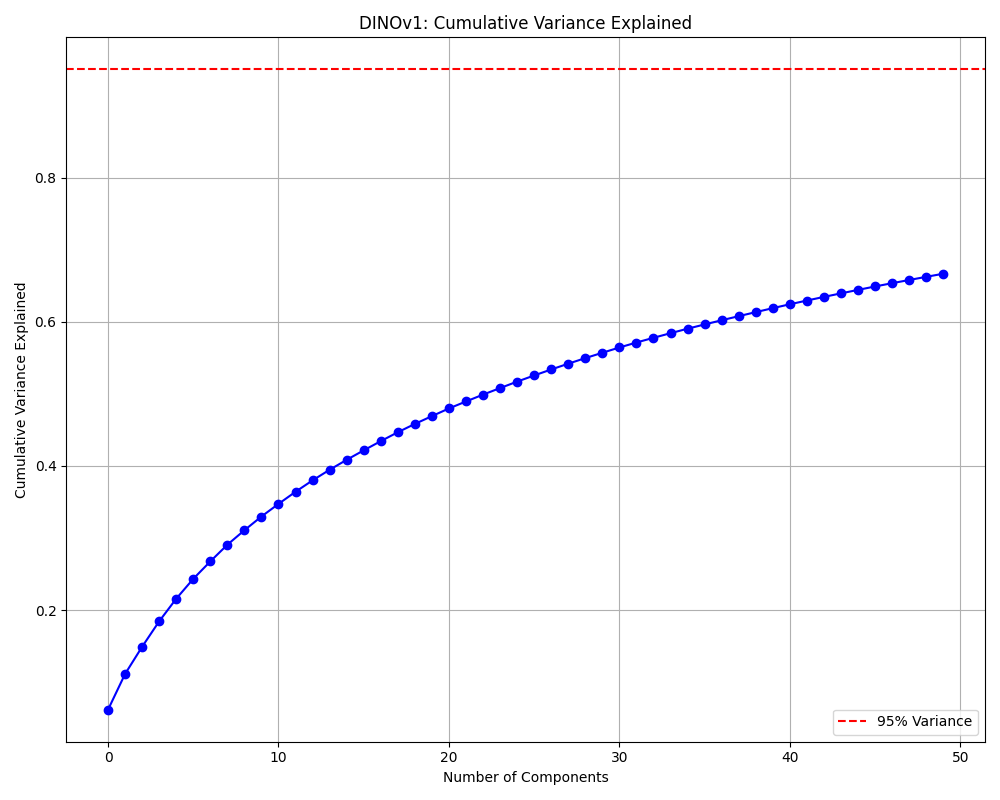 DINOv1: Cumulative Variance Explained
Cumulative Variance Explained
0.8
0.6
0.4
0.2
0 10 20 30 40 50
Number of Components
95% Variance